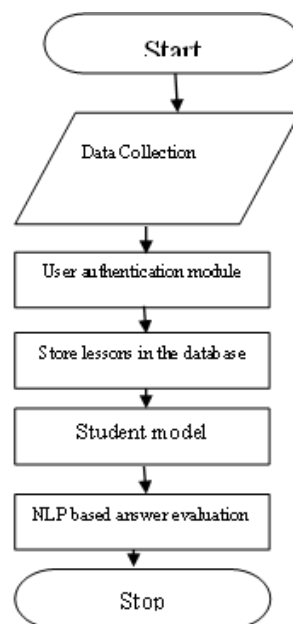 Start
Data Collection
User authentication module
Store lessons in the database
Student model
NLP based answer evaluation
Stop